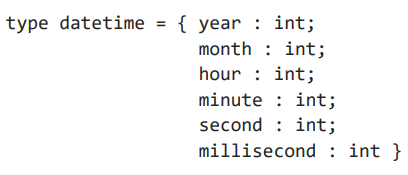 type datetime = { year : int;
month : int;
hour : int;
minute : int;
second : int;
millisecond : int }